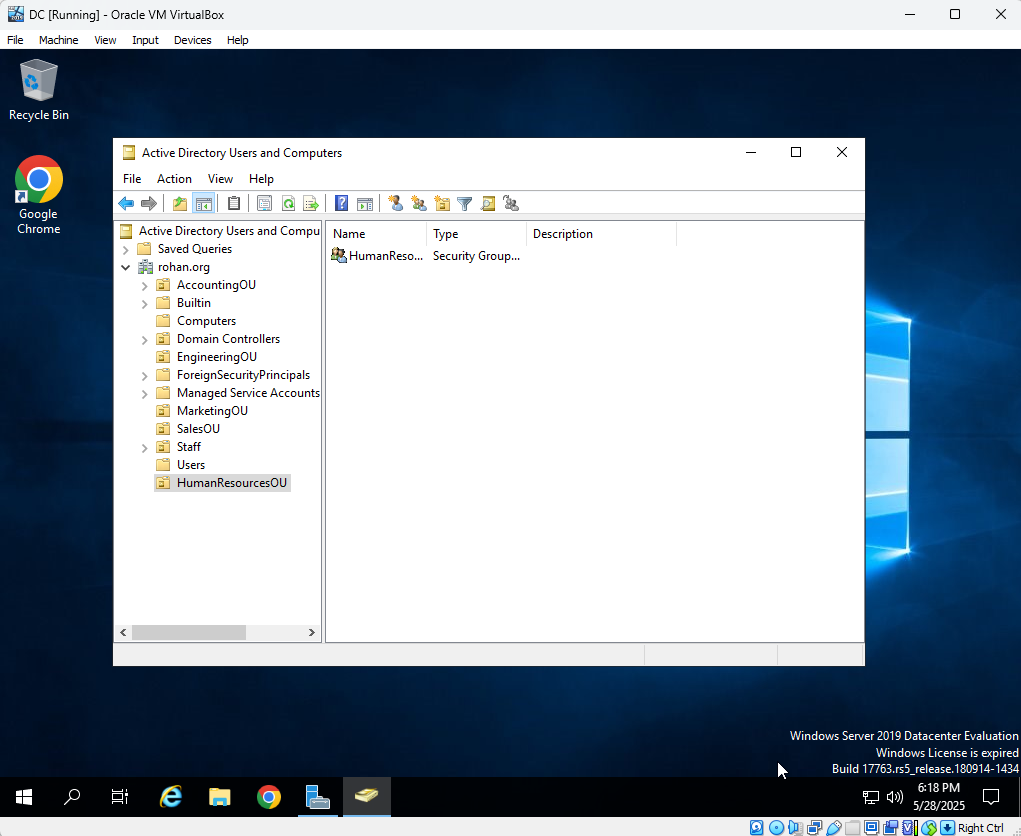 DC [Running] - Oracle VM VirtualBox
File Machine View Input Devices Help
Recycle Bin
Google
Chrome
Active Directory Users and Computers
File Action View Help
Active Directory Users and Compu
Saved Queries
rohan.org
AccountingOU
Builtin
Computers
Domain Controllers
EngineeringOU
ForeignSecurityPrincipals
Managed Service Accounts
MarketingOU
SalesOU
Staff
Users
HumanResourcesOU
Name Type Description
HumanReso... Security Group...
Windows Server 2019 Datacenter Evaluation
Windows License is expired
Build 17763.rs5_release.180914-1434
6:18 PM
5/28/2025
Right Ctrl